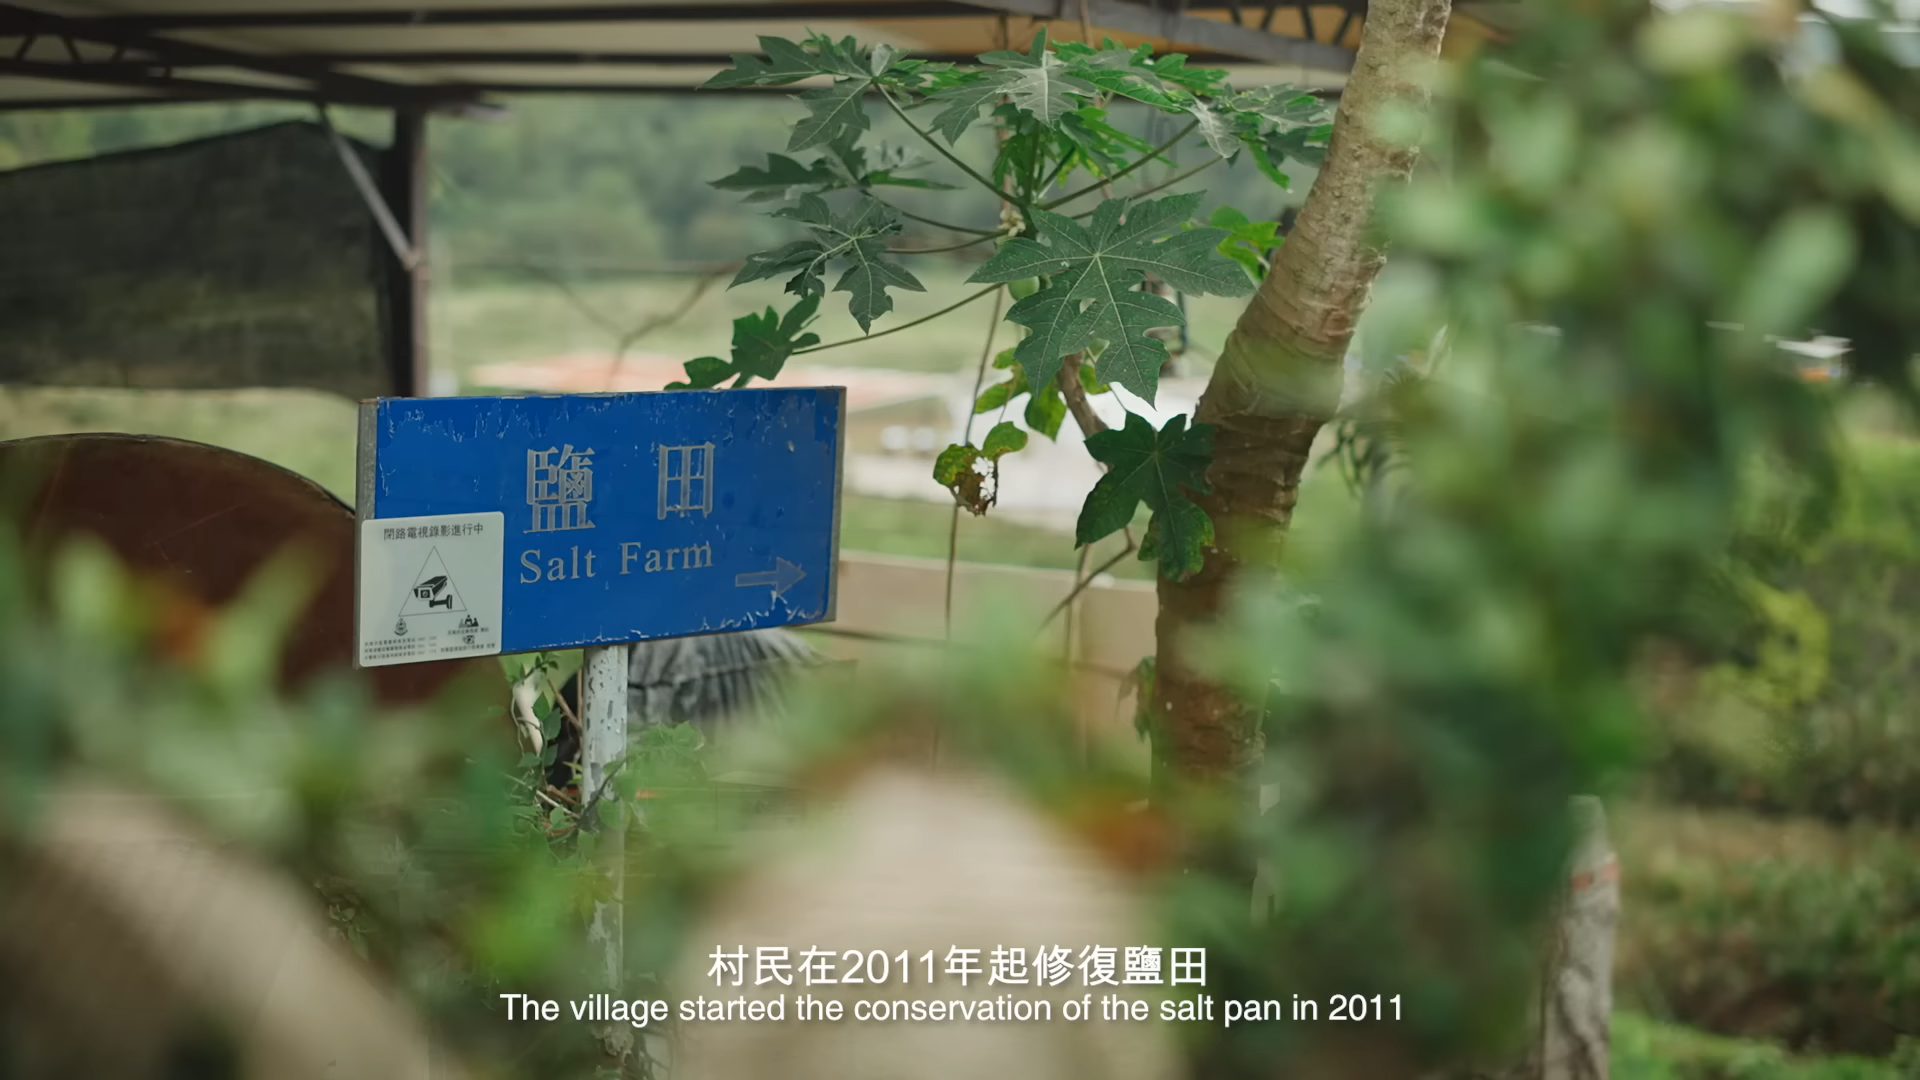 鹽田
Salt Farm
閉路電視錄影進行中
村民在2011年起修復鹽田
The village started the conservation of the salt pan in 2011